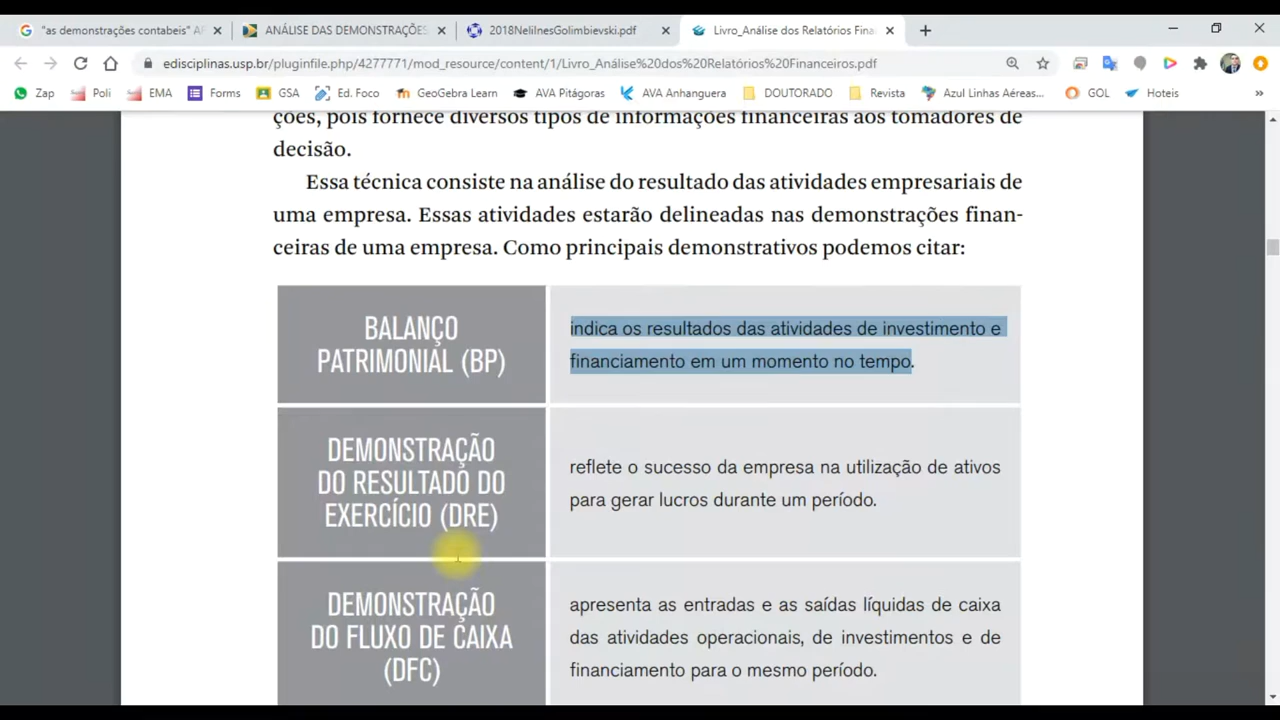 "as demonstrações contabeis" AF
ANÁLISE DAS DEMONSTRAÇÕES
2018NelilnesGolimbievski.pdf
Livro_Análise dos Relatórios Fina
edisciplinas.usp.br/pluginfile.php/4277771/mod_resource/content/1/Livro_Análise%20dos%20Relatórios%20Financeiros.pdf
Zap
Poli
EMA
Forms
GSA
Ed. Foco
GeoGebra Learn
AVA Pitágoras
AVA Anhanguera
DOUTORADO
Revista
Azul Linhas Aéreas...
GOL
Hoteis
»
ções, pois fornece diversos tipos de informações financeiras aos tomadores de
decisão.
Essa técnica consiste na análise do resultado das atividades empresariais de
uma empresa. Essas atividades estarão delineadas nas demonstrações finan-
ceiras de uma empresa. Como principais demonstrativos podemos citar:
BALANÇO
PATRIMONIAL (BP)
indica os resultados das atividades de investimento e
financiamento em um momento no tempo.
DEMONSTRAÇÃO
DO RESULTADO DO
EXERCÍCIO (DRE)
reflete o sucesso da empresa na utilização de ativos
para gerar lucros durante um período.
DEMONSTRAÇÃO
DO FLUXO DE CAIXA
(DFC)
apresenta as entradas e as saídas líquidas de caixa
das atividades operacionais, de investimentos e de
financiamento para o mesmo período.